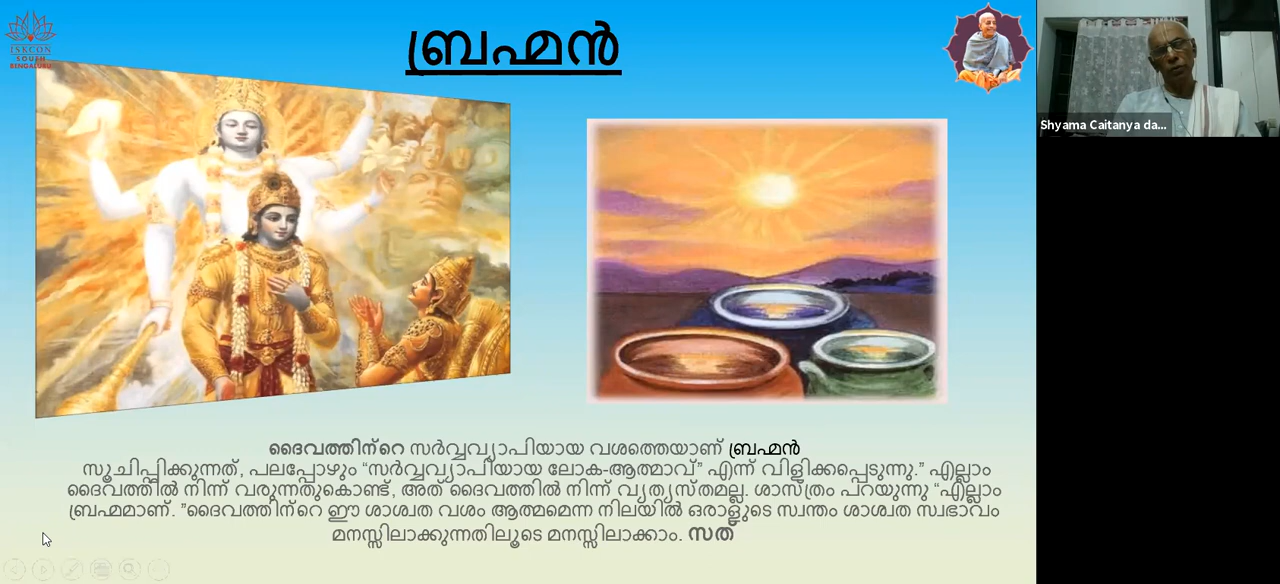 ബ്രഹ്മൻ
ISKCON
SOUTH
BENGALURU
Shyama Caitanya da...
ദൈവത്തിന്റെ സർവ്വവ്യാപിയായ വശത്തെയാണ് ബ്രഹ്മൻ
സൂചിപ്പിക്കുന്നത്, പലപ്പോഴും “സർവ്വവ്യാപിയായ ലോക-ആത്മാവ്” എന്ന് വിളിക്കപ്പെടുന്നു.” എല്ലാം
ദൈവത്തിൽ നിന്ന് വരുന്നതുകൊണ്ട്, അത് ദൈവത്തിൽ നിന്ന് വ്യത്യസ്തമല്ല. ശാസ്ത്രം പറയുന്നു “എല്ലാം
ബ്രഹ്മമാണ്. ”ദൈവത്തിന്റെ ഈ ശാശ്വത വശം ആത്മമെന്ന നിലയിൽ ഒരാളുടെ സ്വന്തം ശാശ്വത സ്വഭാവം
മനസ്സിലാക്കുന്നതിലൂടെ മനസ്സിലാക്കാം. സത്